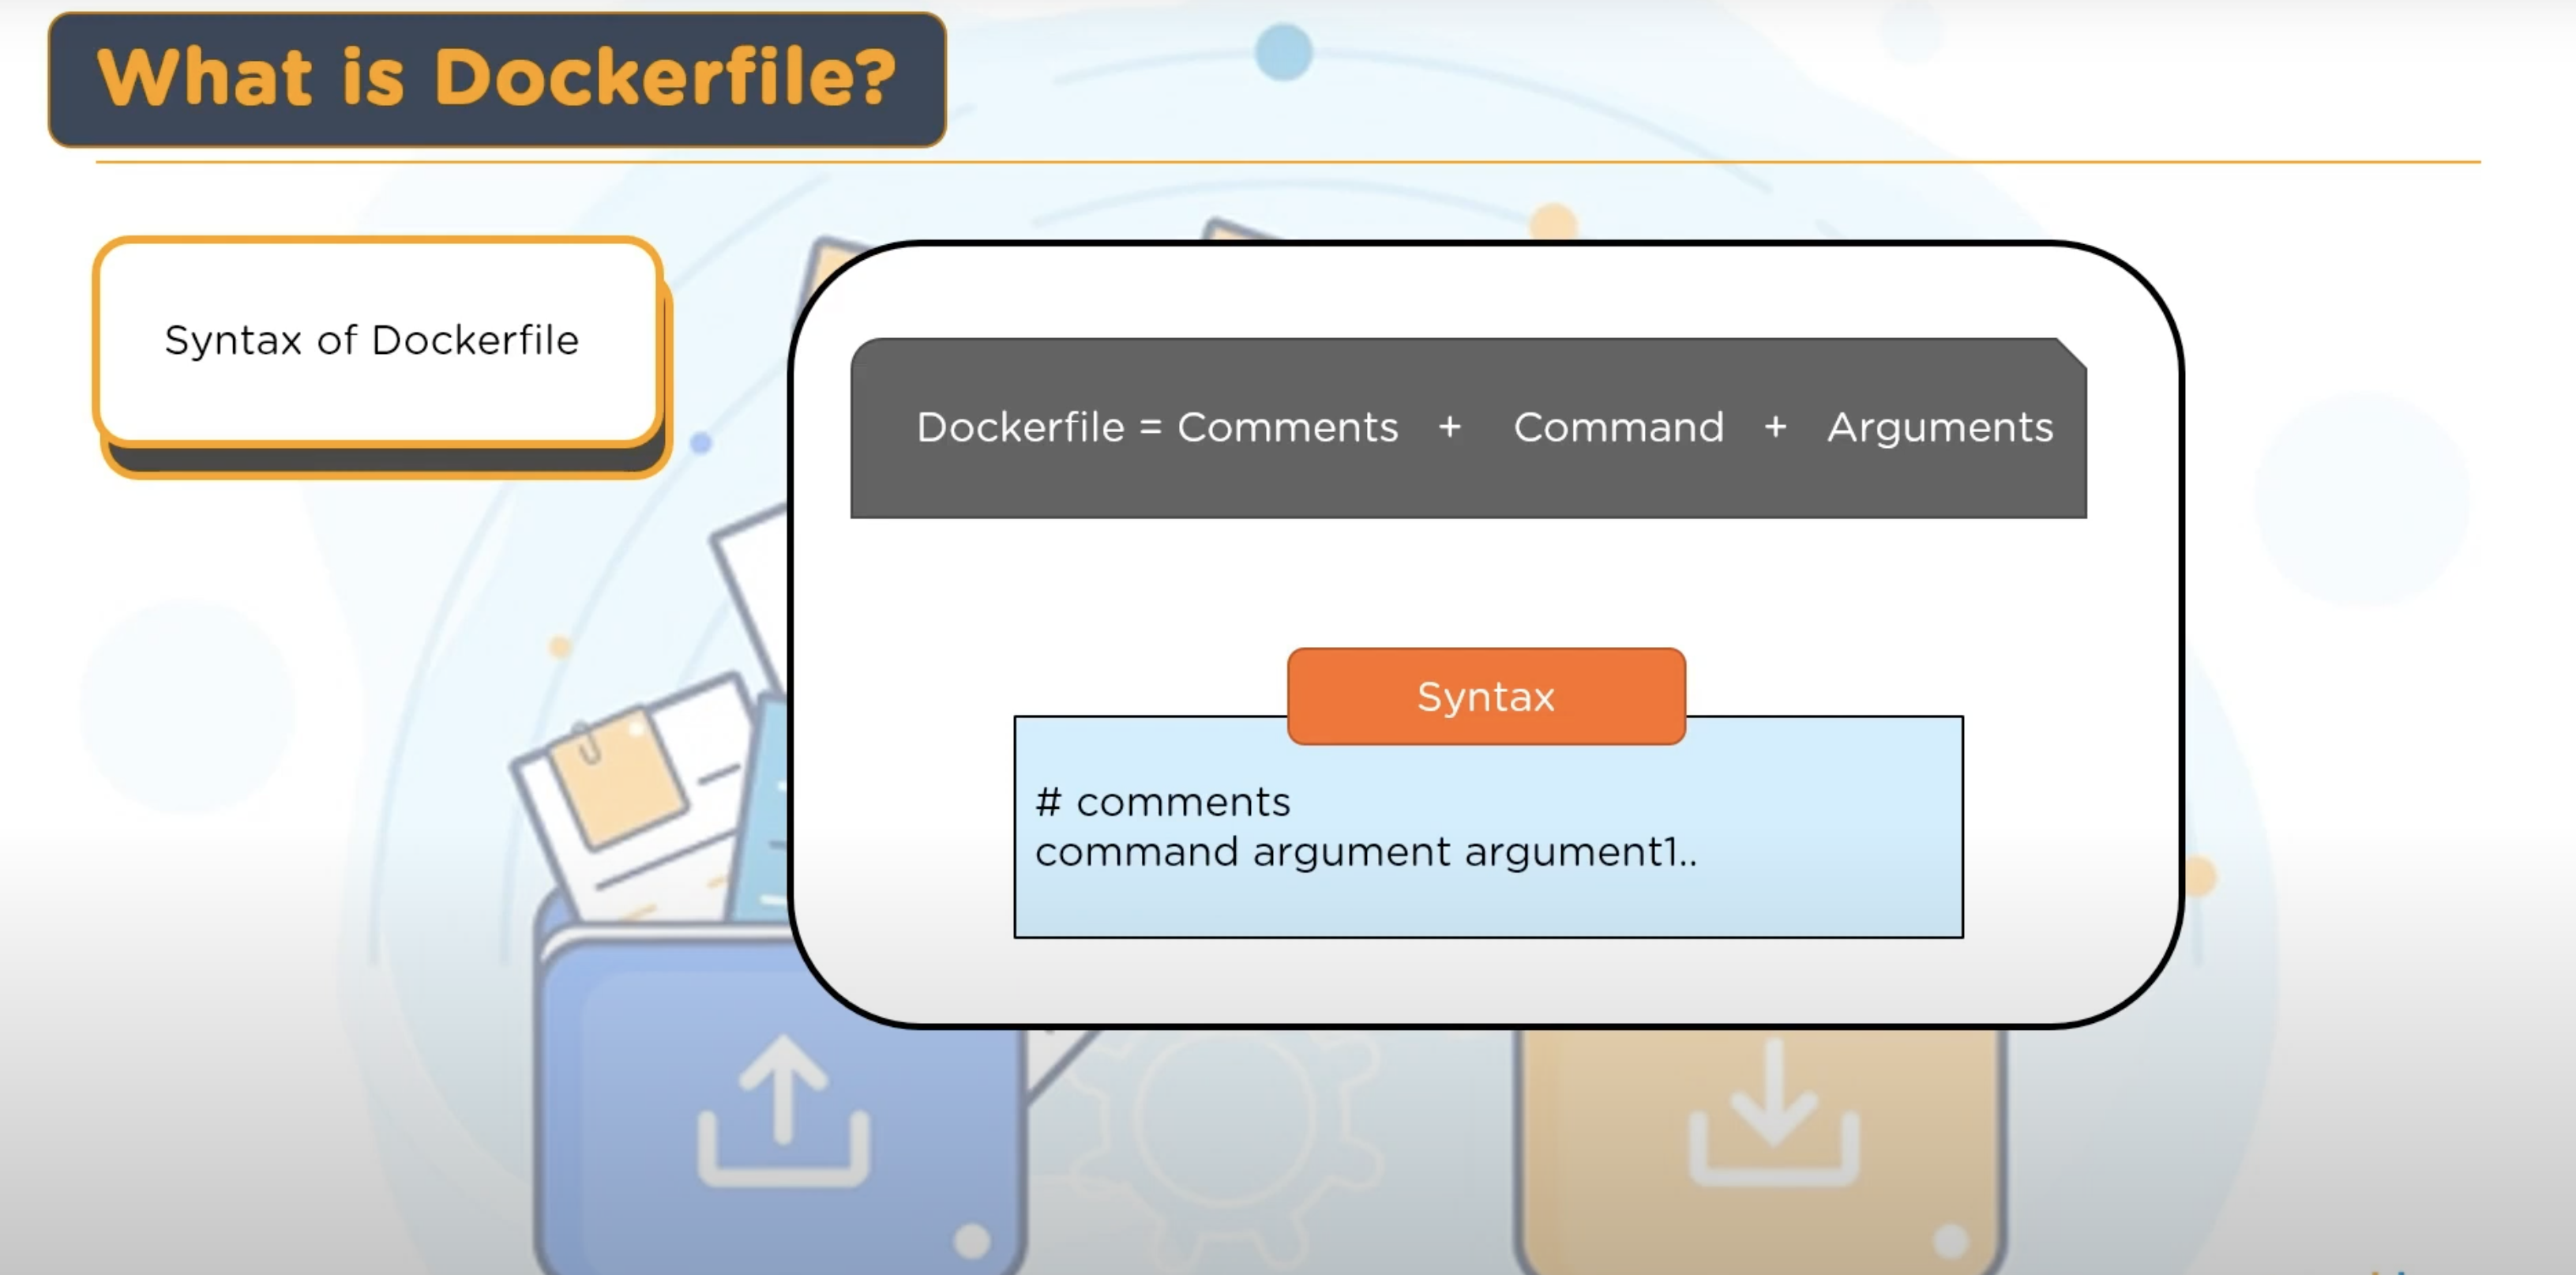 What is Dockerfile?
Syntax of Dockerfile
Dockerfile = Comments + Command + Arguments
Syntax
# comments
command argument argument1..